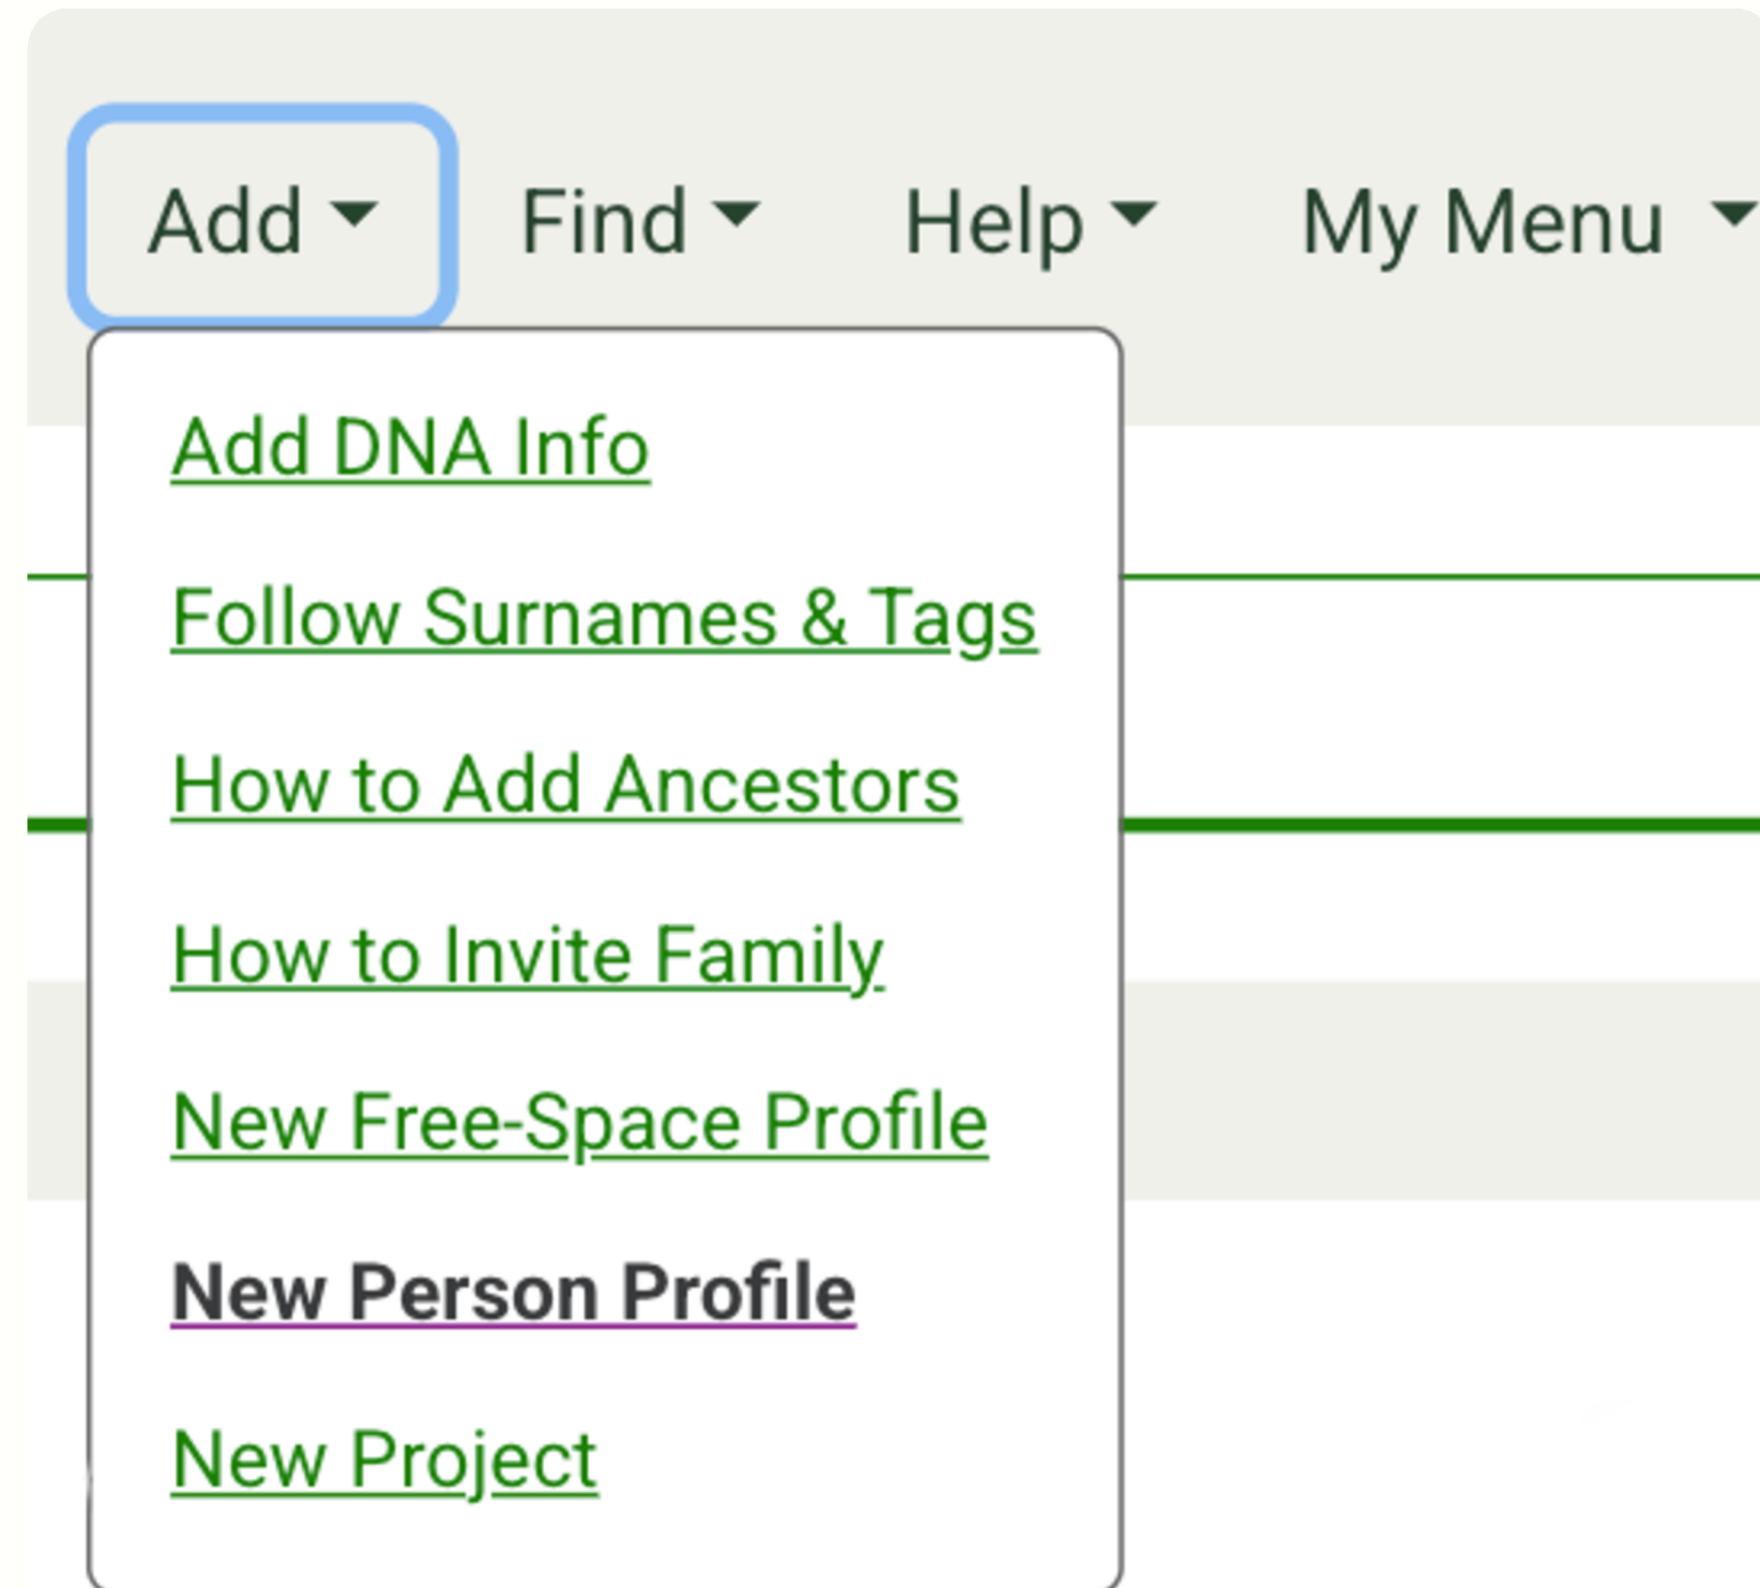 Add Find Help My Menu
Add DNA Info
Follow Surnames & Tags
How to Add Ancestors
How to Invite Family
New Free-Space Profile
New Person Profile
New Project